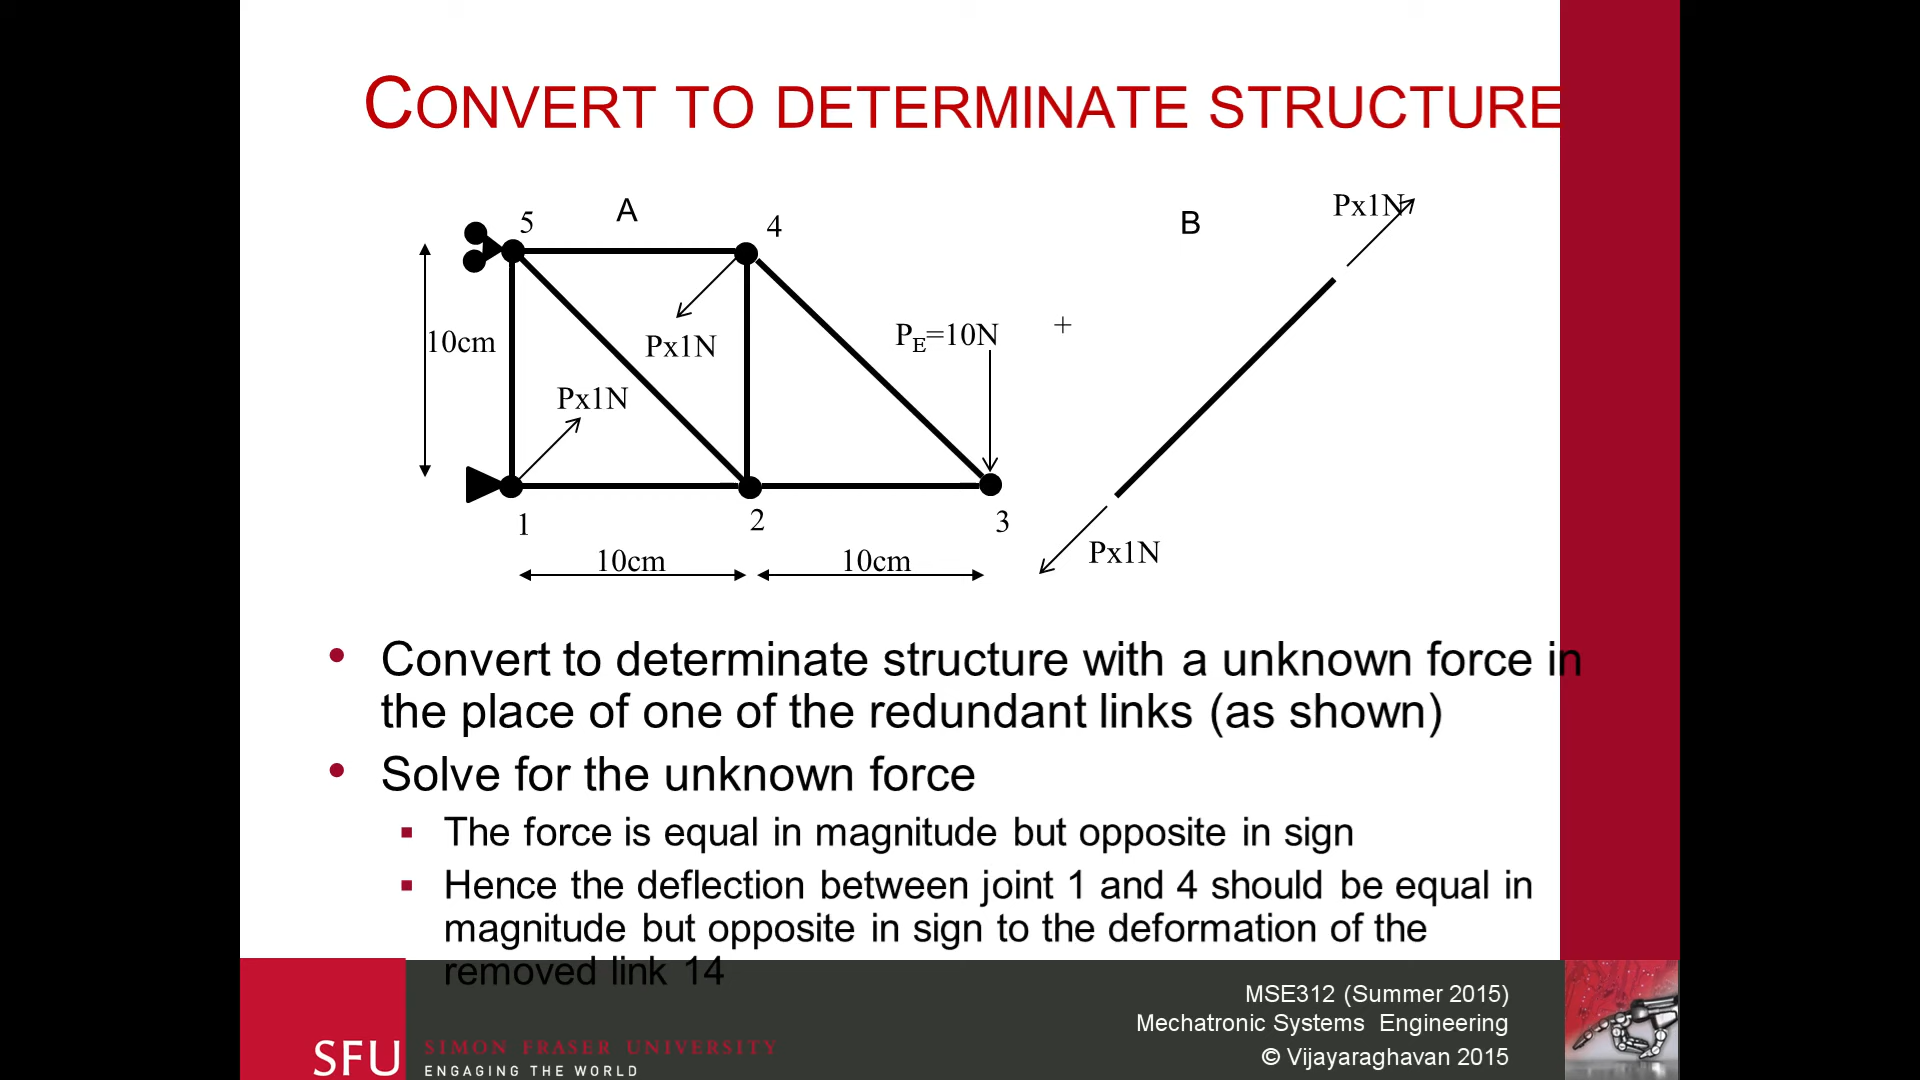 CONVERT TO DETERMINATE STRUCTURE
A
B
5
4
Px1N
10cm
Px1N
PE=10N
+
Px1N
1
2
3
10cm
10cm
Px1N
• Convert to determinate structure with a unknown force in
the place of one of the redundant links (as shown)
• Solve for the unknown force
▪ The force is equal in magnitude but opposite in sign
▪ Hence the deflection between joint 1 and 4 should be equal in
magnitude but opposite in sign to the deformation of the
removed link 14
MSE312 (Summer 2015)
Mechatronic Systems Engineering
© Vijayaraghavan 2015
SFU
SIMON FRASER UNIVERSITY
ENGAGING THE WORLD